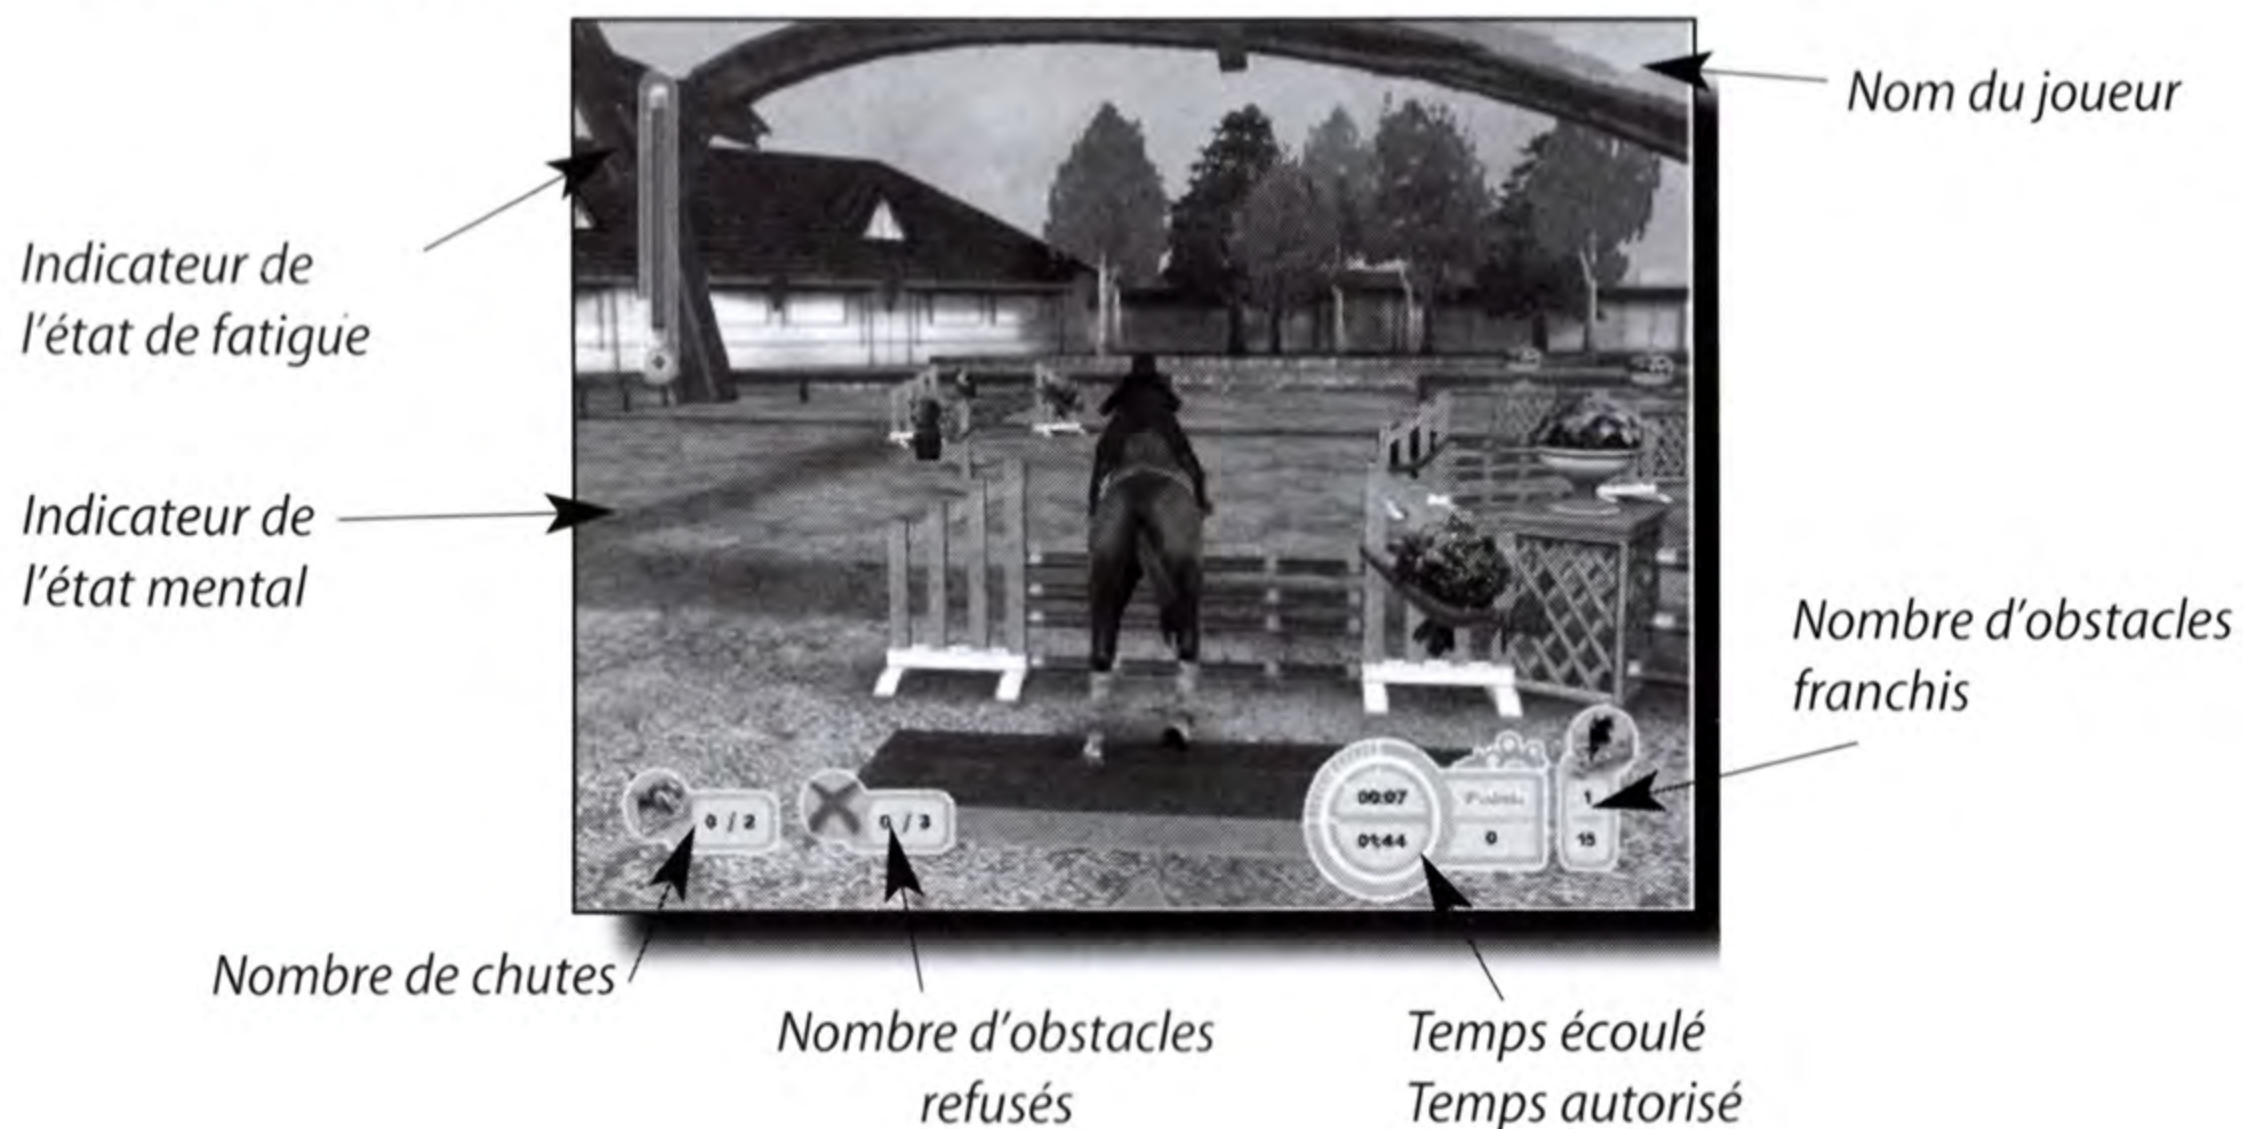 Nom du joueur
Indicateur de
l'état de fatigue
Indicateur de
l'état mental
Nombre d'obstacles
franchis
0 / 2
0 / 3
00:07
01:44
Points
0
1
15
Nombre de chutes
Nombre d'obstacles
refusés
Temps écoulé
Temps autorisé